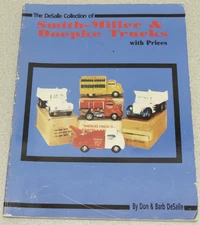 The DeSalle Collection of
Smith-Miller &
Doepke Trucks
with Prices
By Don & Barb DeSalle